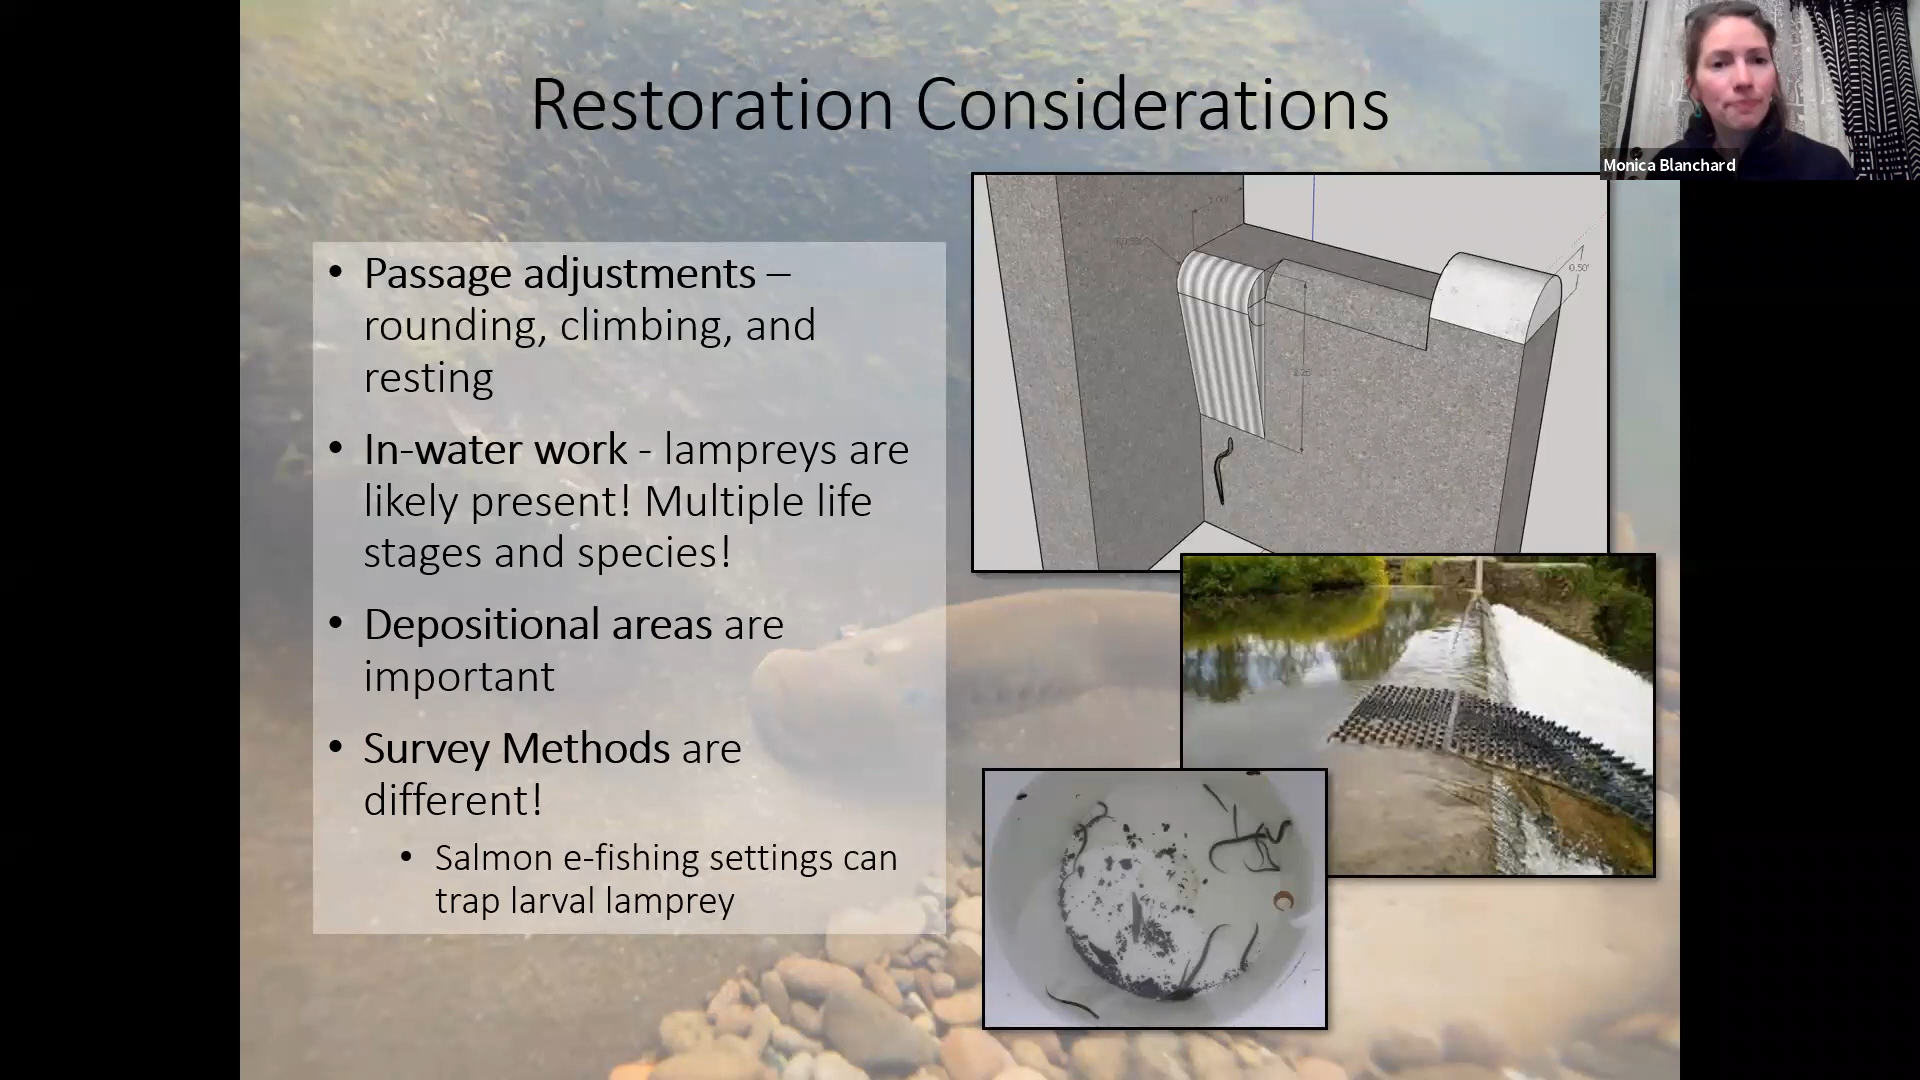 Restoration Considerations
Monica Blanchard
• Passage adjustments –
rounding, climbing, and
resting
• In-water work - lampreys are
likely present! Multiple life
stages and species!
• Depositional areas are
important
• Survey Methods are
different!
• Salmon e-fishing settings can
trap larval lamprey
0.50'